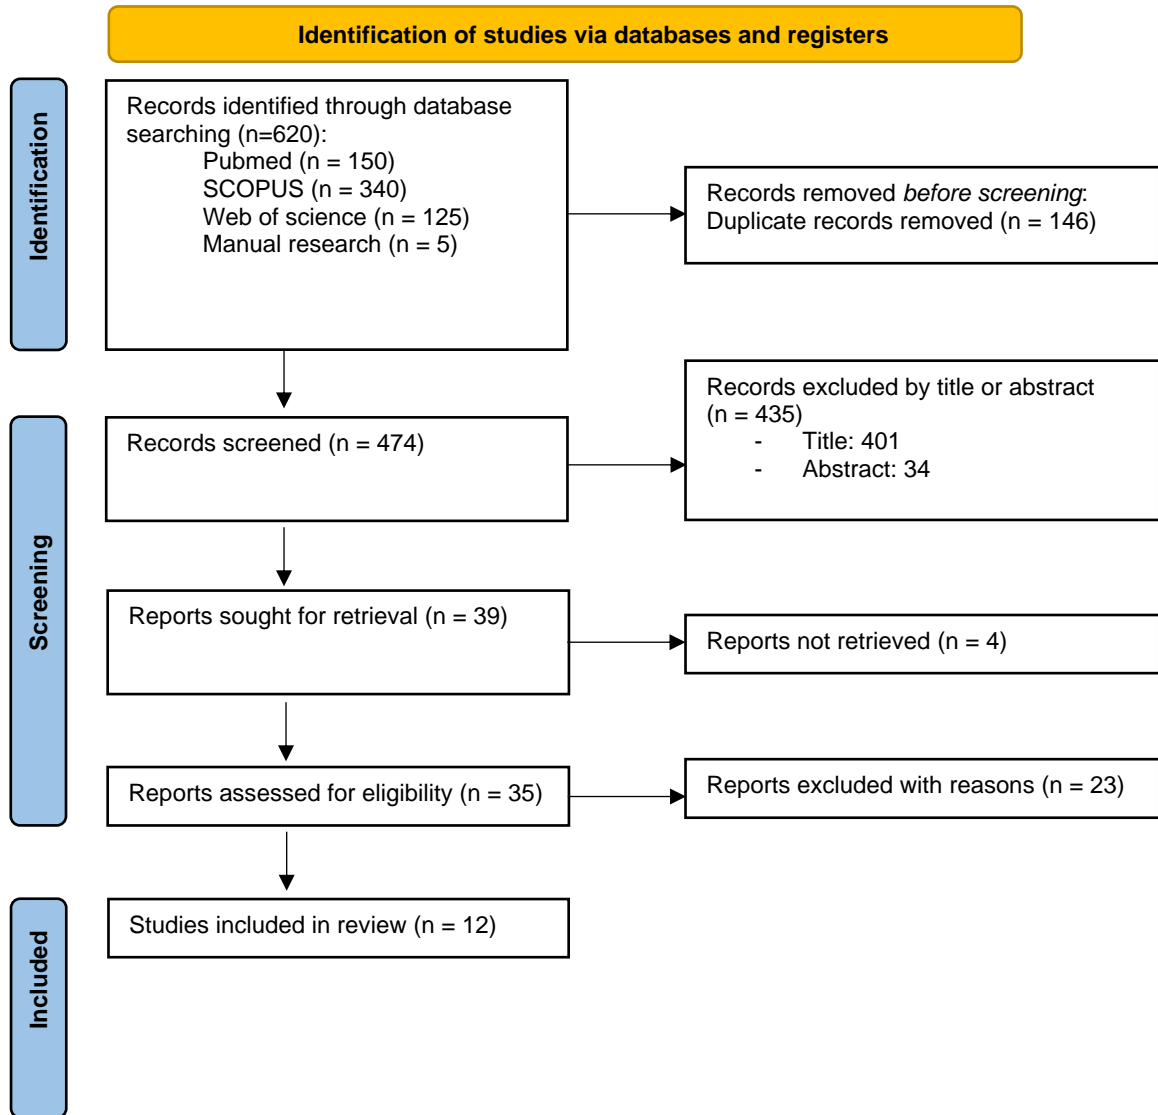 Identification of studies via databases and registers
Identification
Records identified through database
searching (n=620):
Pubmed (n = 150)
SCOPUS (n = 340)
Web of science (n = 125)
Manual research (n = 5)
Records removed before screening:
Duplicate records removed (n = 146)
Screening
Records screened (n = 474)
Records excluded by title or abstract
(n = 435)
- Title: 401
- Abstract: 34
Reports sought for retrieval (n = 39)
Reports not retrieved (n = 4)
Reports assessed for eligibility (n = 35)
Reports excluded with reasons (n = 23)
Included
Studies included in review (n = 12)